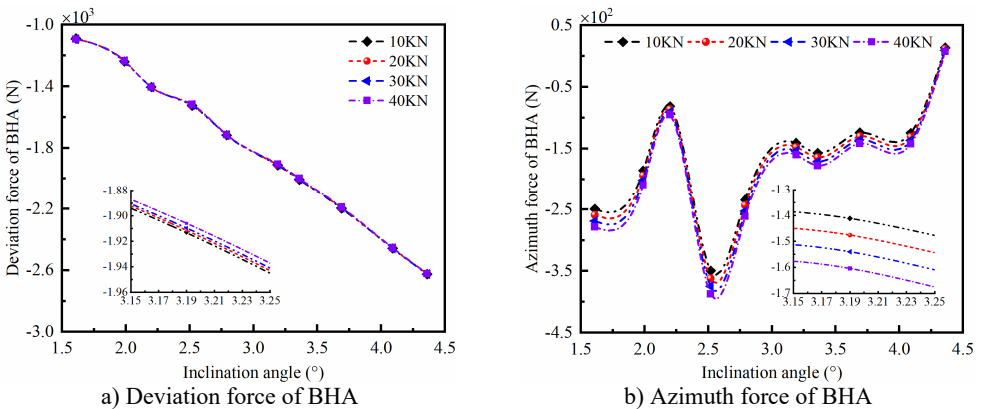 ×10³
Deviation force of BHA (N)
-1.0
-1.4
-1.8
-2.2
-2.6
-3.0
10KN
20KN
30KN
40KN
-1.88
-1.90
-1.92
-1.94
-1.96
3.15 3.17 3.19 3.21 3.23 3.25
1.5 2.0 2.5 3.0 3.5 4.0 4.5
Inclination angle (°)
a) Deviation force of BHA
×10²
Azimuth force of BHA (N)
0.5
-0.5
-1.5
-2.5
-3.5
-4.5
10KN 20KN 30KN 40KN
-1.3
-1.4
-1.5
-1.6
-1.7
3.15 3.17 3.19 3.21 3.23 3.25
1.5 2.0 2.5 3.0 3.5 4.0 4.5
Inclination angle (°)
b) Azimuth force of BHA